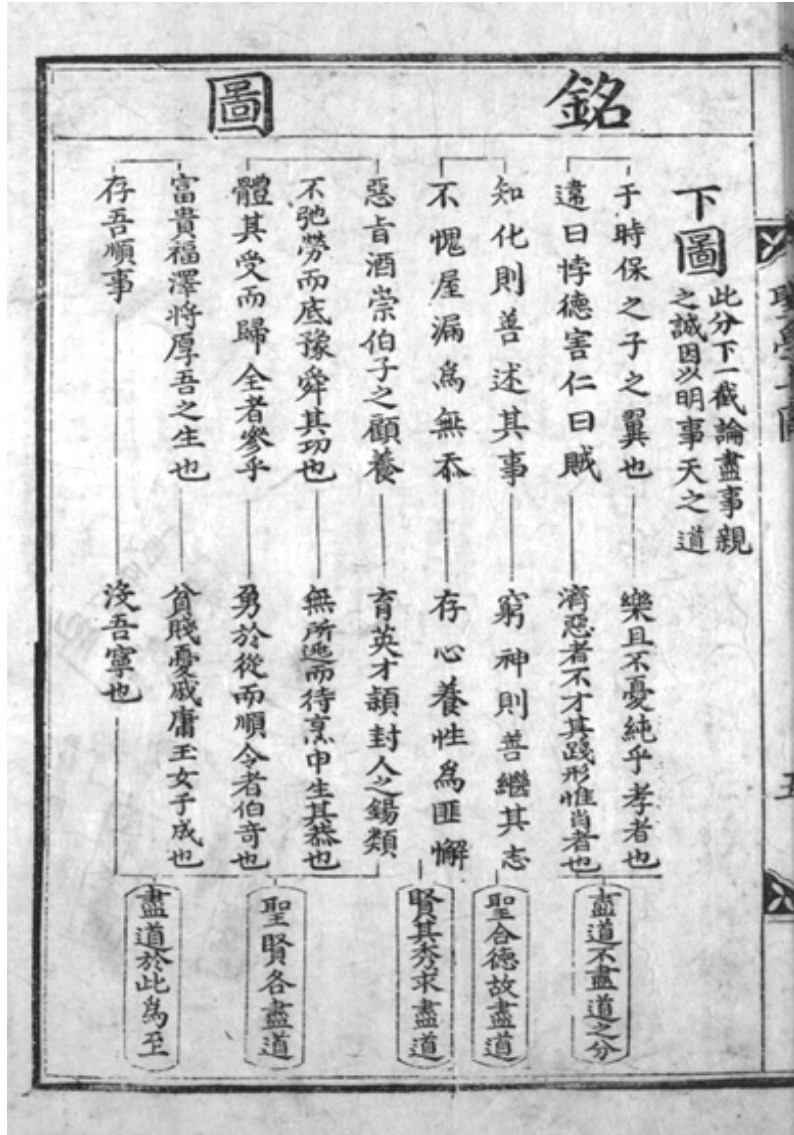 銘圖
下圖
此分下一截論盡事親
之誠因以明事天之道
于時保之子之翼也
樂且不憂純乎孝者也
違曰悖德害仁曰賊
濟惡者不才其踐形惟肖者也
盡道不盡道之分
知化則善述其事
窮神則善繼其志
聖合德故盡道
不愧屋漏爲無忝
存心養性爲匪懈
賢其秀求盡道
惡旨酒崇伯子之顧養
育英才潁封人之錫類
不弛勞而底豫舜其功也
無所逃而待烹申生其恭也
體其受而歸全者參乎
勇於從而順令者伯奇也
聖賢各盡道
富貴福澤將厚吾之生也
貧賤憂戚庸玉女于成也
存吾順事
沒吾寧也
盡道於此爲至